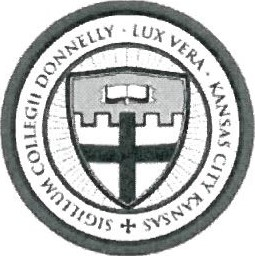 SIGILLUM COLLEGII DONNELLY · LUX VERA · KANSAS CITY KANSAS